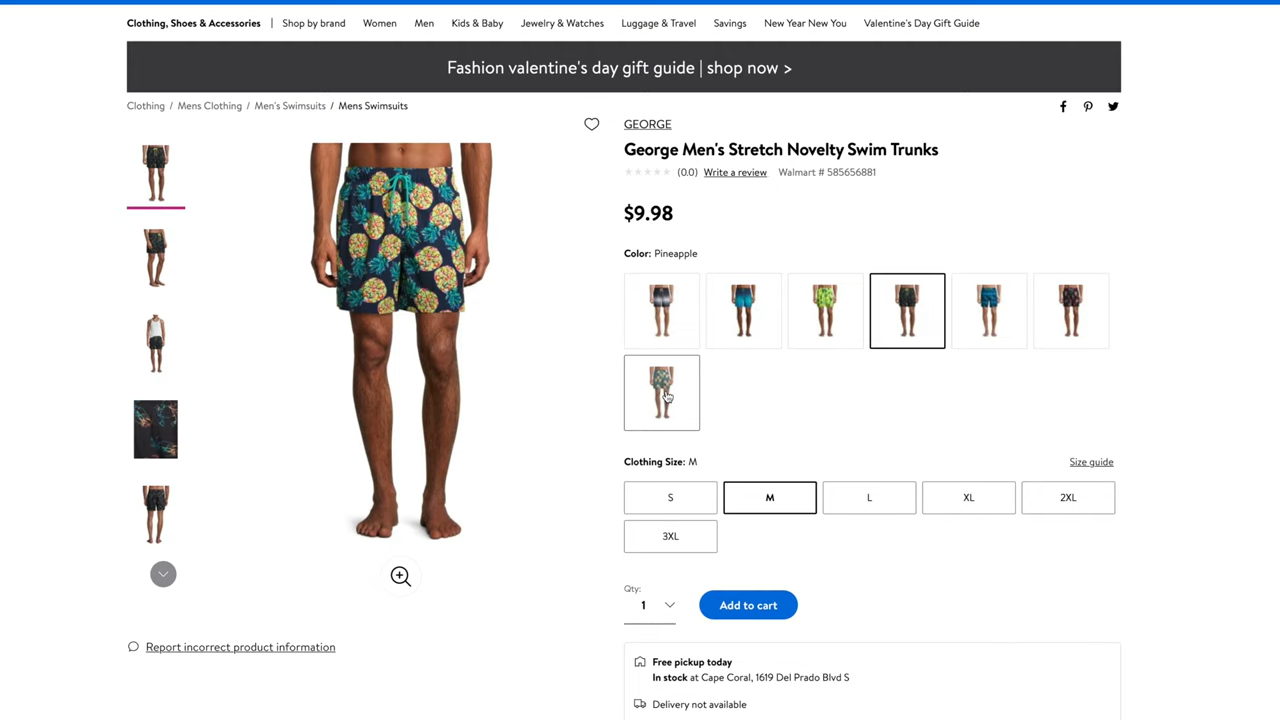 Clothing, Shoes & Accessories | Shop by brand Women Men Kids & Baby Jewelry & Watches Luggage & Travel Savings New Year New You Valentine's Day Gift Guide
Fashion valentine's day gift guide | shop now >
Clothing / Mens Clothing / Men's Swimsuits / Mens Swimsuits
GEORGE
George Men's Stretch Novelty Swim Trunks
(0.0) Write a review Walmart # 585656881
$9.98
Color: Pineapple
Clothing Size: M Size guide
S M L XL 2XL
3XL
Qty:
1 Add to cart
Report incorrect product information
Free pickup today
In stock at Cape Coral, 1619 Del Prado Blvd S
Delivery not available